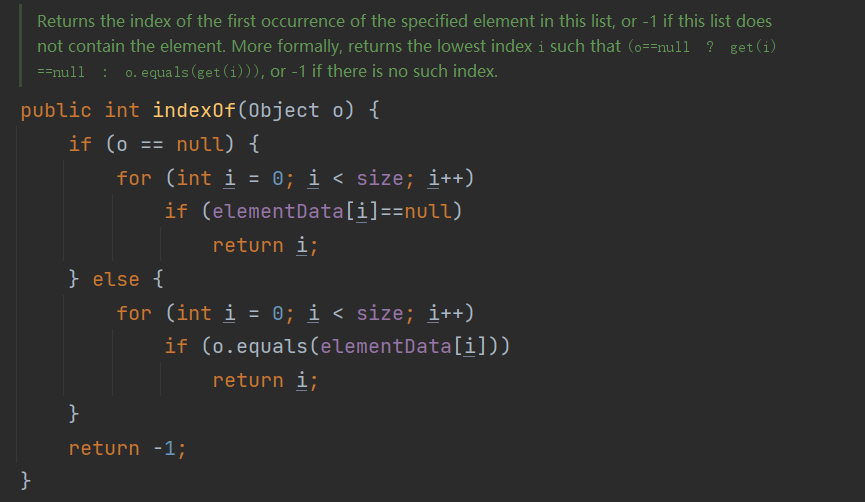 Returns the index of the first occurrence of the specified element in this list, or -1 if this list does
not contain the element. More formally, returns the lowest index i such that (o==null ? get(i)
==null : o.equals(get(i))), or -1 if there is no such index.
public int indexOf(Object o) {
    if (o == null) {
        for (int i = 0; i < size; i++)
            if (elementData[i]==null)
                return i;
    } else {
        for (int i = 0; i < size; i++)
            if (o.equals(elementData[i]))
                return i;
    }
    return -1;
}